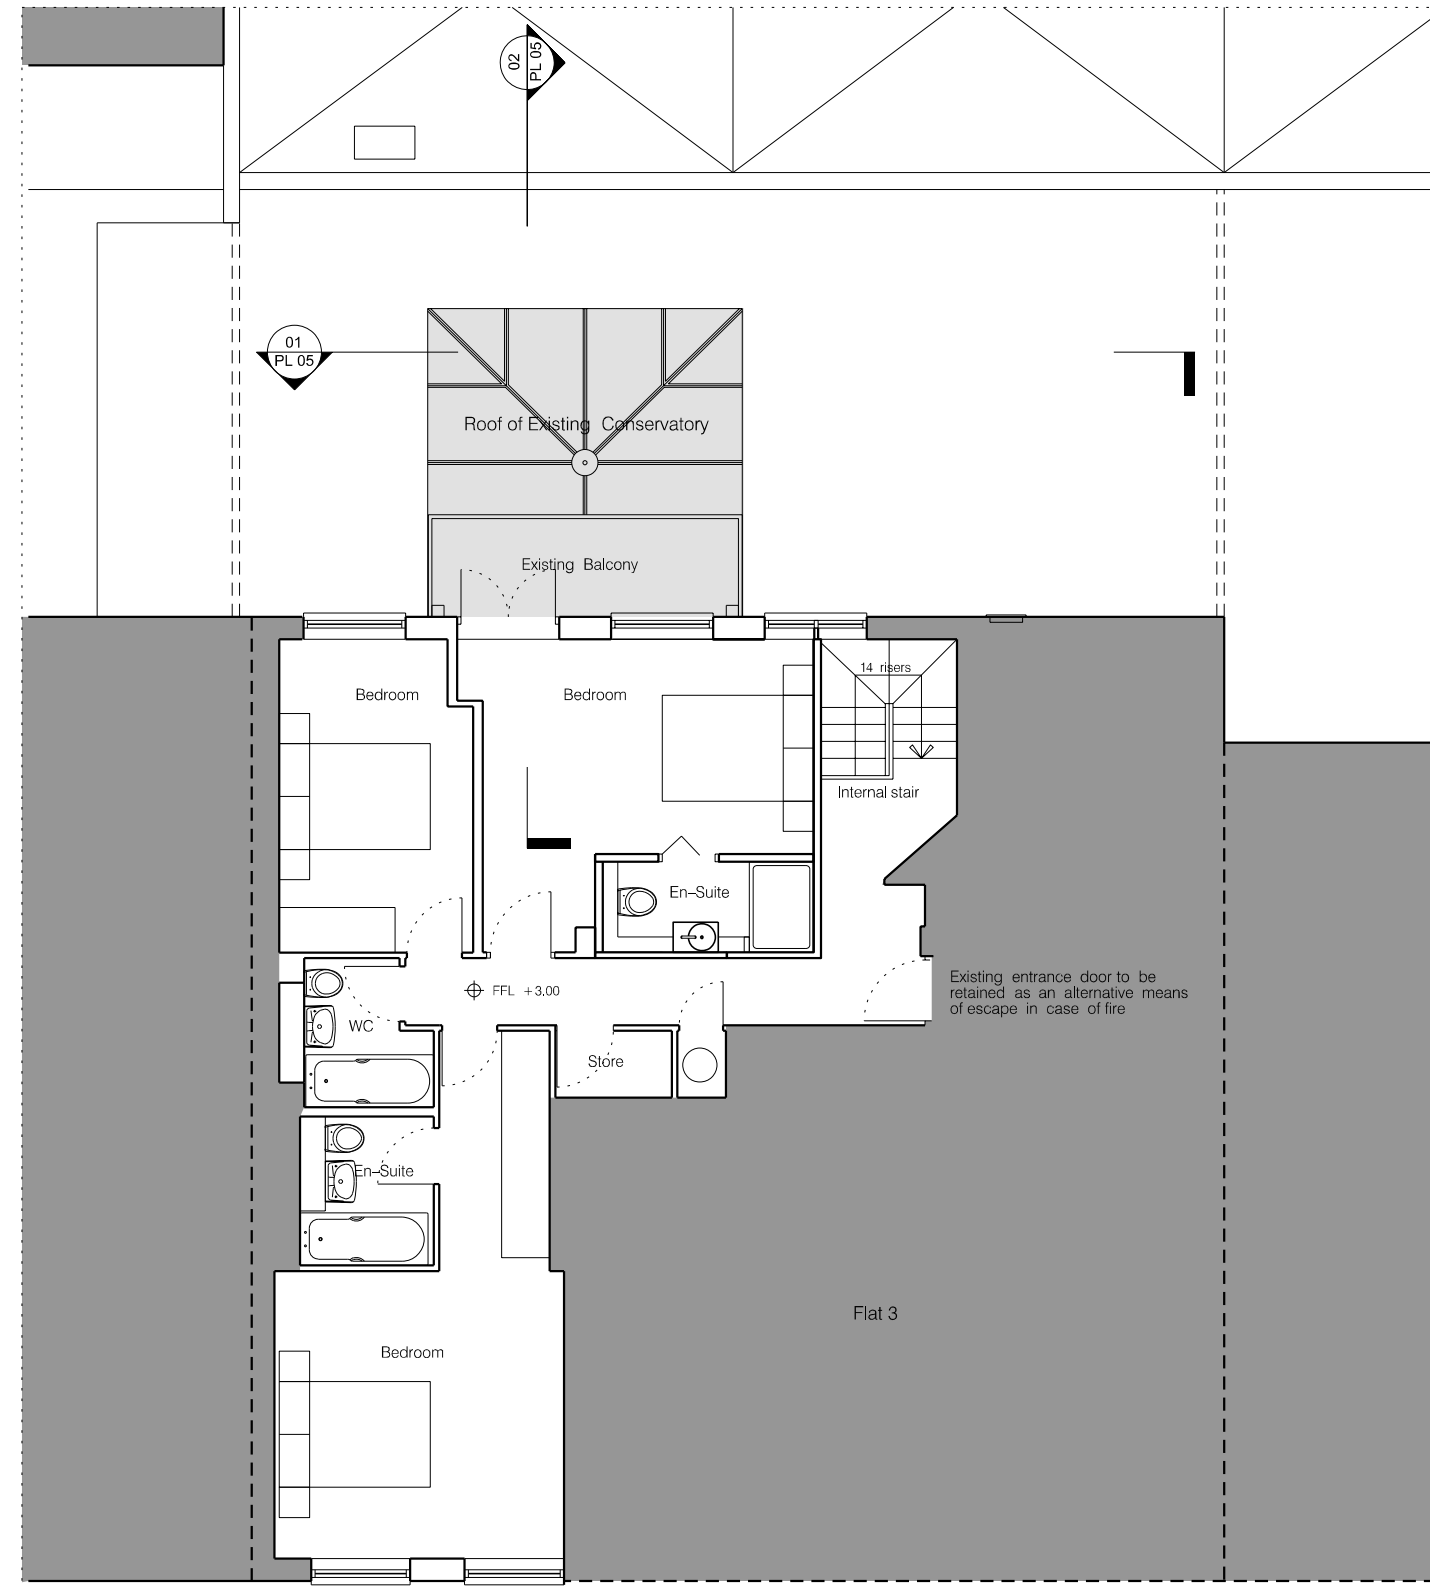 02
PL 05
01
PL 05
Roof of Existing Conservatory
Existing Balcony
14 risers
Bedroom
Bedroom
Internal stair
En–Suite
Existing entrance door to be
retained as an alternative means
of escape in case of fire
FFL +3.00
WC
Store
En–Suite
Flat 3
Bedroom